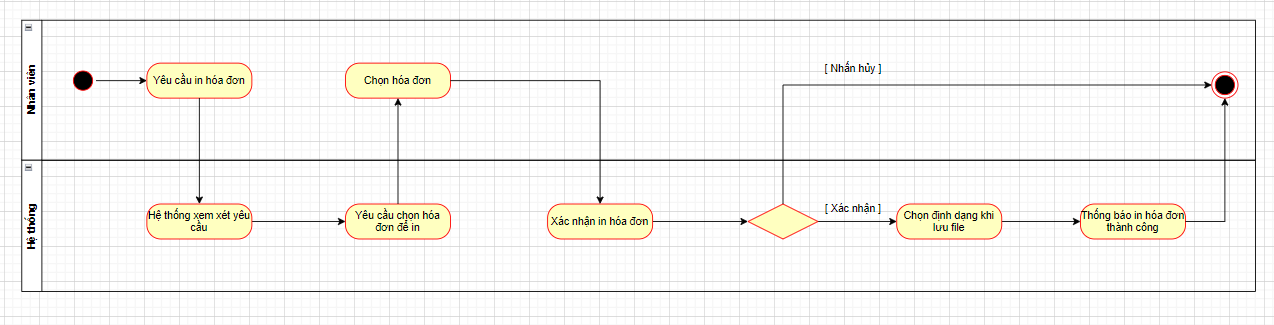 Nhân viên
Yêu cầu in hóa đơn
Chọn hóa đơn
[ Nhấn hủy ]
Hệ thống
Hệ thống xem xét yêu
cầu
Yêu cầu chọn hóa
đơn để in
Xác nhận in hóa đơn
[ Xác nhận ]
Chọn định dạng khi
lưu file
Thống báo in hóa đơn
thành công